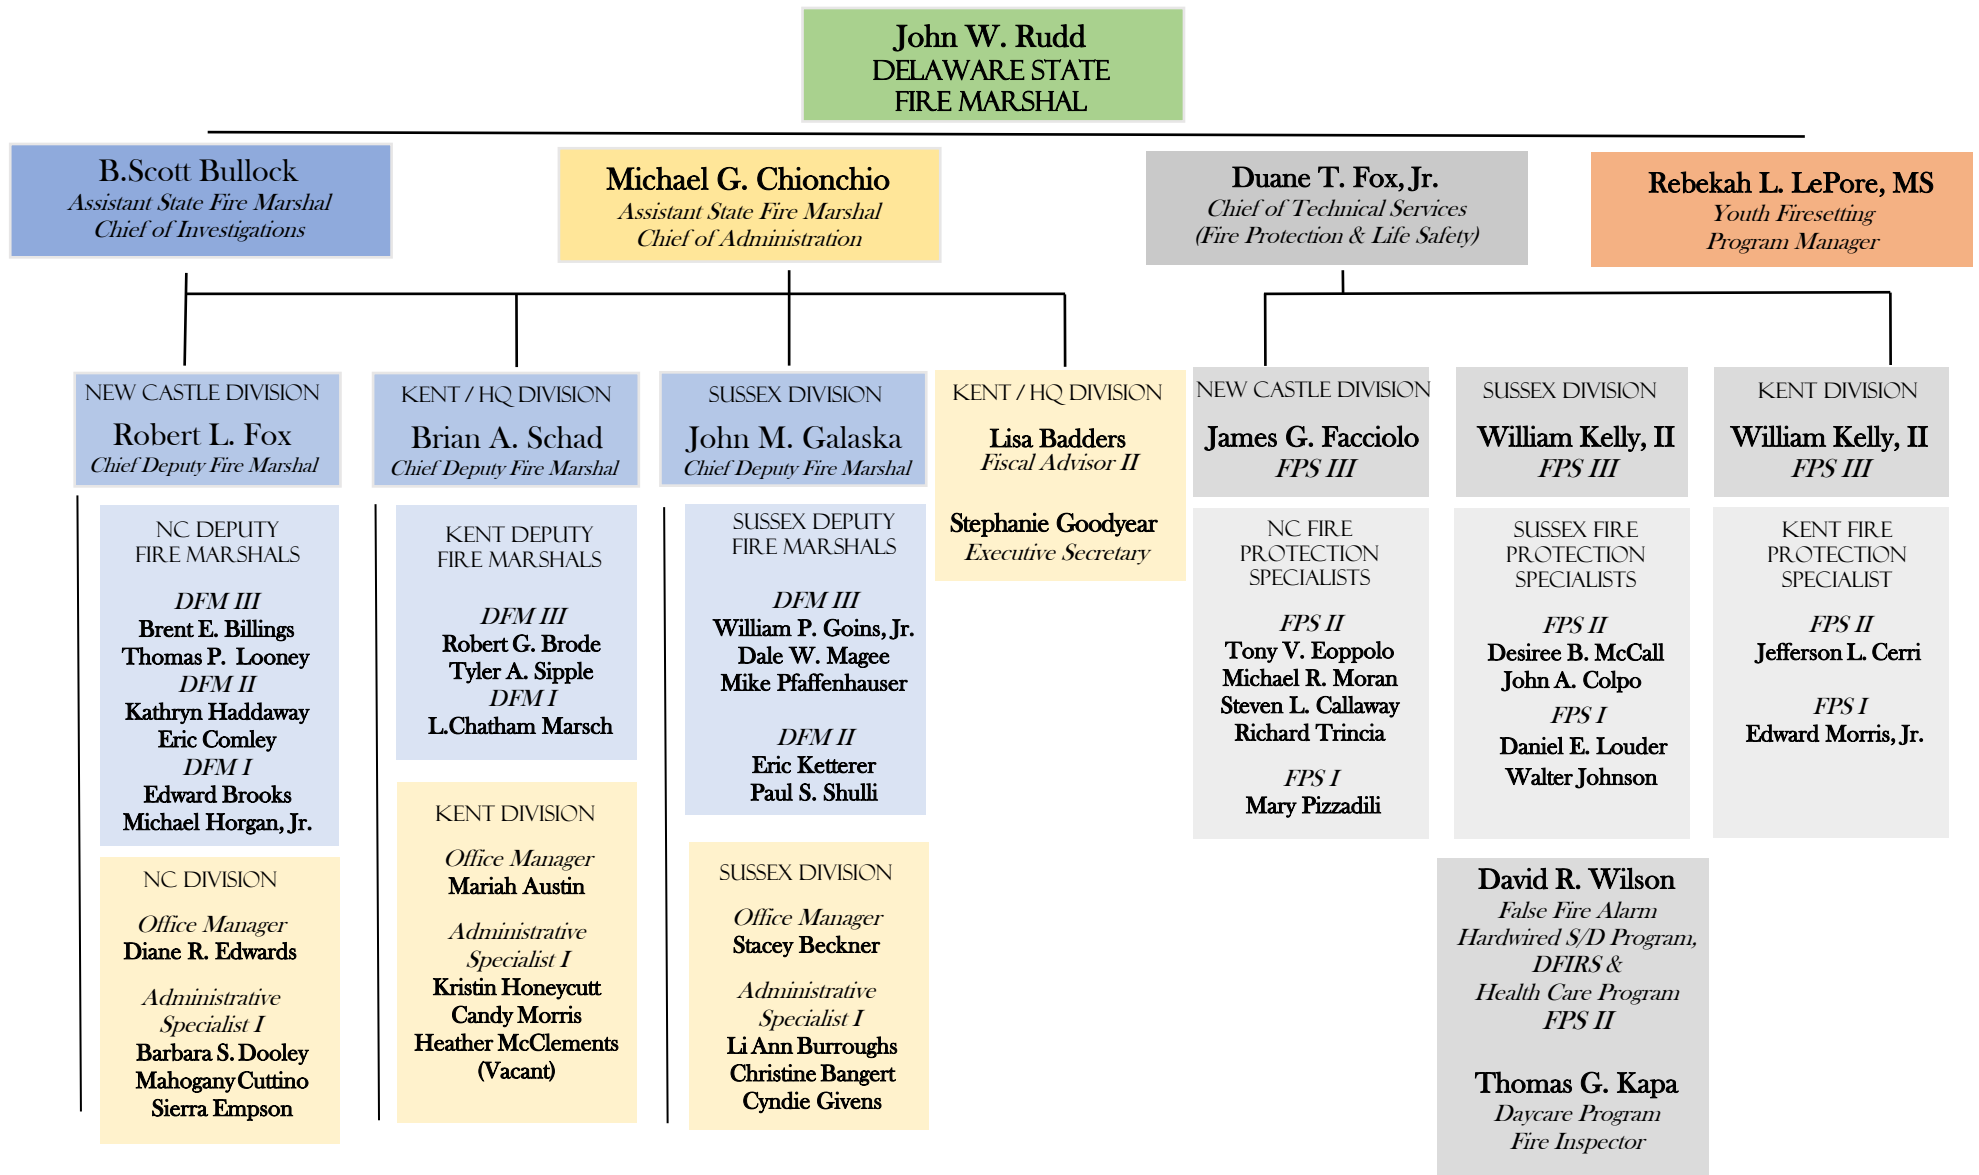 John W. Rudd
DELAWARE STATE
FIRE MARSHAL
B.Scott Bullock
Assistant State Fire Marshal
Chief of Investigations
Michael G. Chionchio
Assistant State Fire Marshal
Chief of Administration
Duane T. Fox, Jr.
Chief of Technical Services
(Fire Protection & Life Safety)
Rebekah L. LePore, MS
Youth Firesetting
Program Manager
NEW CASTLE DIVISION
Robert L. Fox
Chief Deputy Fire Marshal
NC DEPUTY
FIRE MARSHALS
DFM III
Brent E. Billings
Thomas P. Looney
DFM II
Kathryn Haddaway
Eric Comley
DFM I
Edward Brooks
Michael Horgan, Jr.
NC DIVISION
Office Manager
Diane R. Edwards
Administrative
Specialist I
Barbara S. Dooley
Mahogany Cuttino
Sierra Empson
KENT / HQ DIVISION
Brian A. Schad
Chief Deputy Fire Marshal
KENT DEPUTY
FIRE MARSHALS
DFM III
Robert G. Brode
Tyler A. Sipple
DFM I
L.Chatham Marsch
KENT DIVISION
Office Manager
Mariah Austin
Administrative
Specialist I
Kristin Honeycutt
Candy Morris
Heather McClements
(Vacant)
SUSSEX DIVISION
John M. Galaska
Chief Deputy Fire Marshal
SUSSEX DEPUTY
FIRE MARSHALS
DFM III
William P. Goins, Jr.
Dale W. Magee
Mike Pfaffenhauser
DFM II
Eric Ketterer
Paul S. Shulli
SUSSEX DIVISION
Office Manager
Stacey Beckner
Administrative
Specialist I
Li Ann Burroughs
Christine Bangert
Cyndie Givens
KENT / HQ DIVISION
Lisa Badders
Fiscal Advisor II
Stephanie Goodyear
Executive Secretary
NEW CASTLE DIVISION
James G. Facciolo
FPS III
NC FIRE
PROTECTION
SPECIALISTS
FPS II
Tony V. Eoppolo
Michael R. Moran
Steven L. Callaway
Richard Trincia
FPS I
Mary Pizzadili
SUSSEX DIVISION
William Kelly, II
FPS III
SUSSEX FIRE
PROTECTION
SPECIALISTS
FPS II
Desiree B. McCall
John A. Colpo
FPS I
Daniel E. Louder
Walter Johnson
David R. Wilson
False Fire Alarm
Hardwired S/D Program,
DFIRS &
Health Care Program
FPS II
Thomas G. Kapa
Daycare Program
Fire Inspector
KENT DIVISION
William Kelly, II
FPS III
KENT FIRE
PROTECTION
SPECIALIST
FPS II
Jefferson L. Cerri
FPS I
Edward Morris, Jr.